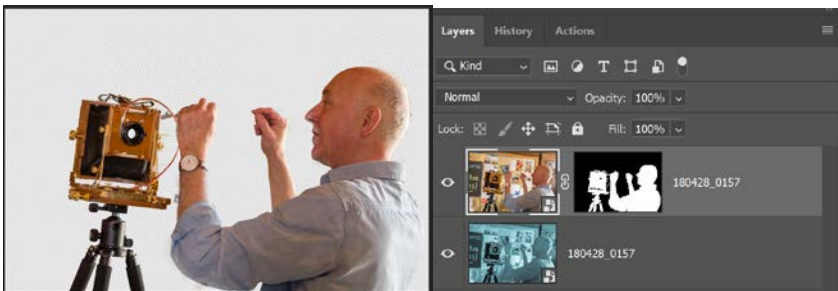 Layers History Actions
Kind
Normal Opacity: 100%
Lock: Fill: 100%
180428_0157
180428_0157